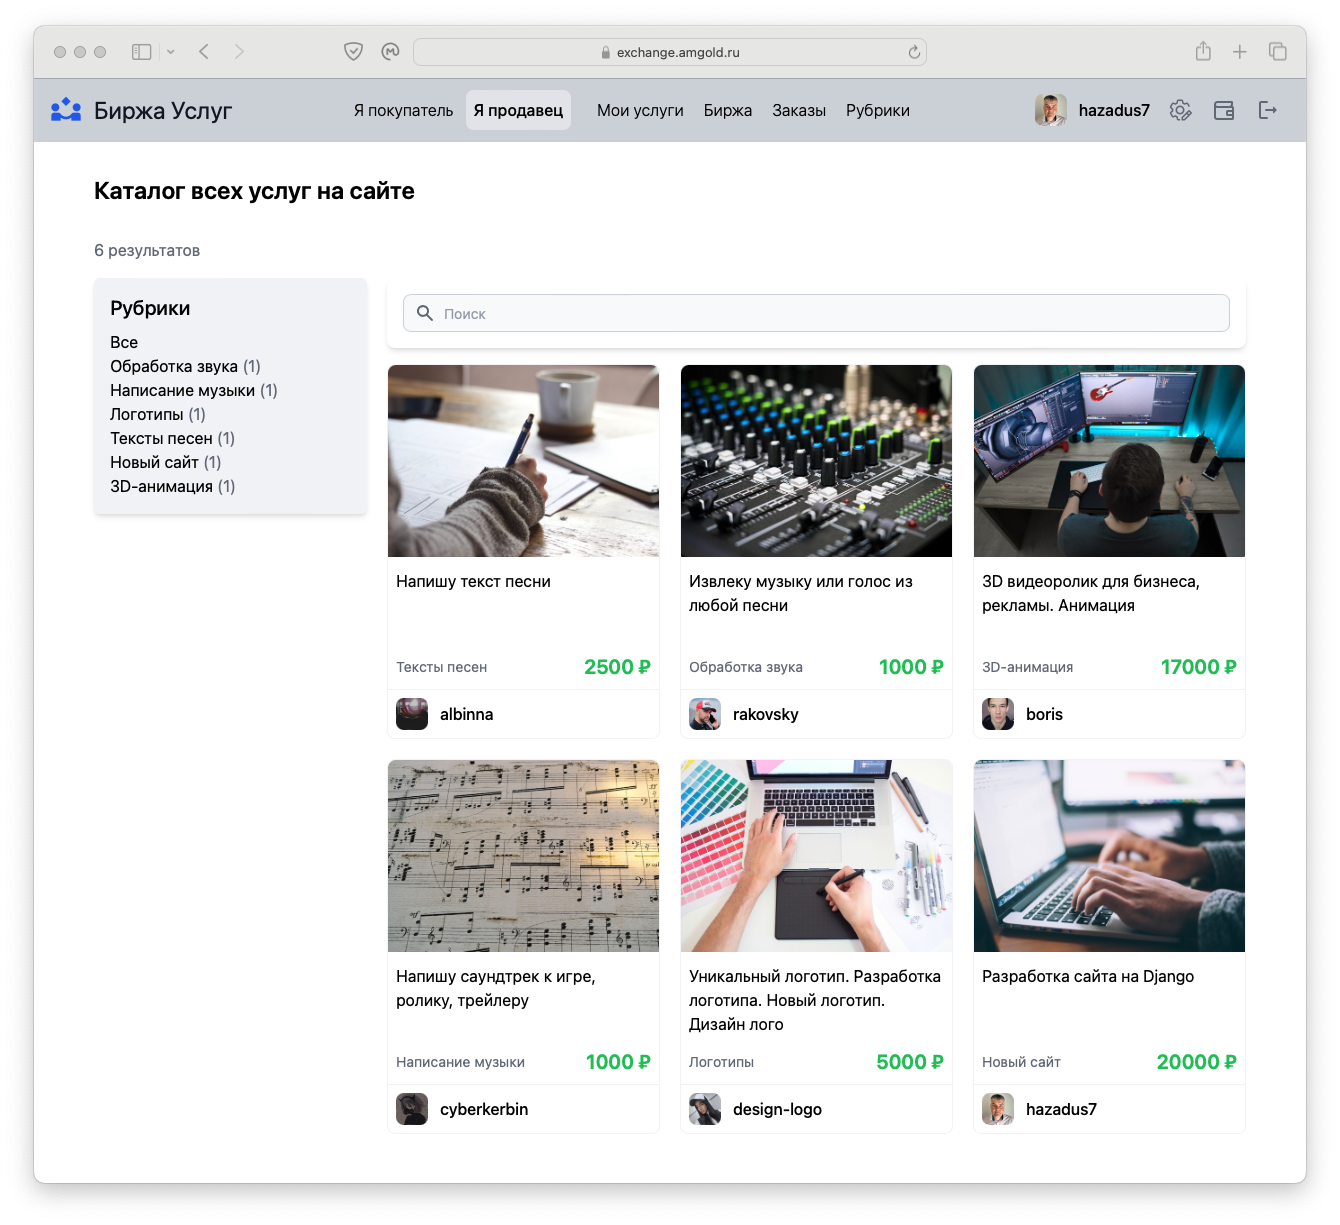 exchange.amgold.ru
Биржа Услуг
Я покупатель
Я продавец
Мои услуги
Биржа
Заказы
Рубрики
hazadus7
Каталог всех услуг на сайте
6 результатов
Рубрики
Все
Обработка звука (1)
Написание музыки (1)
Логотипы (1)
Тексты песен (1)
Новый сайт (1)
3D-анимация (1)
Поиск
Напишу текст песни
Тексты песен
2500 ₽
albinna
Извлеку музыку или голос из
любой песни
Обработка звука
1000 ₽
rakovsky
3D видеоролик для бизнеса,
рекламы. Анимация
3D-анимация
17000 ₽
boris
Напишу саундтрек к игре,
ролику, трейлеру
Написание музыки
1000 ₽
cyberkerbin
Уникальный логотип. Разработка
логотипа. Новый логотип.
Дизайн лого
Логотипы
5000 ₽
design-logo
Разработка сайта на Django
Новый сайт
20000 ₽
hazadus7